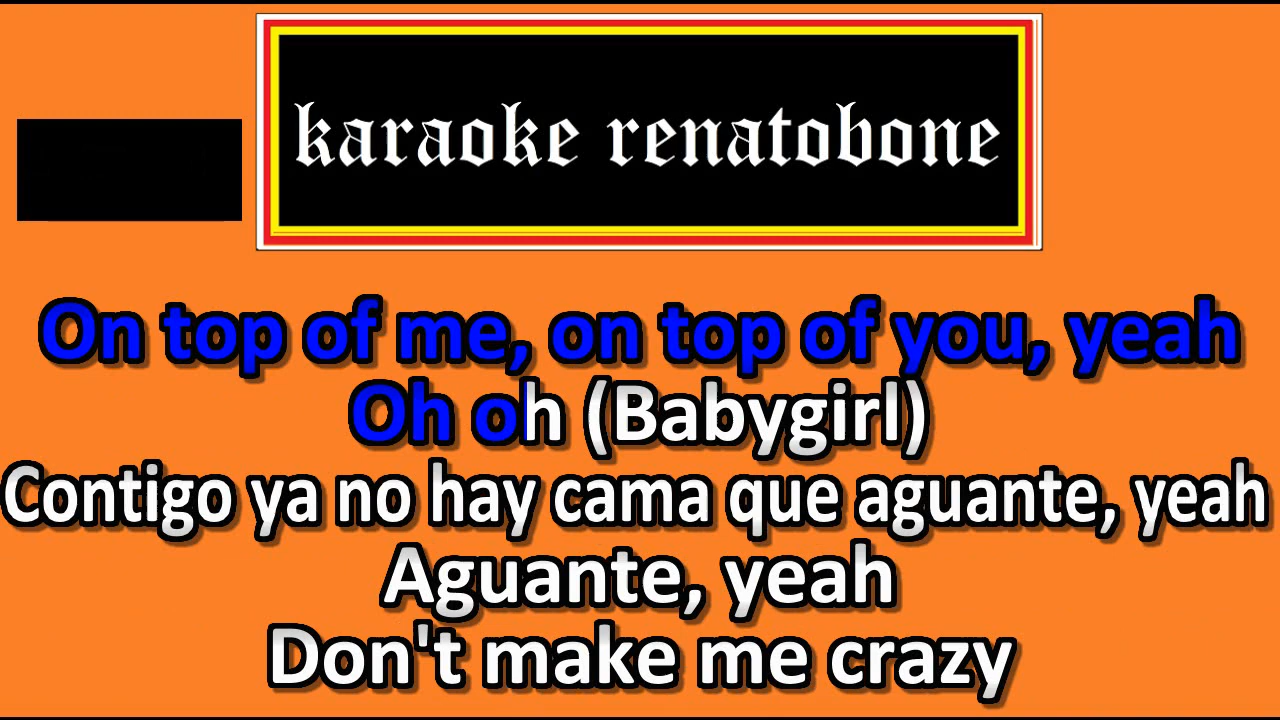 karaoke renatobone
On top of me, on top of you, yeah
Oh oh (Babygirl)
Contigo ya no hay cama que aguante, yeah
Aguante, yeah
Don't make me crazy